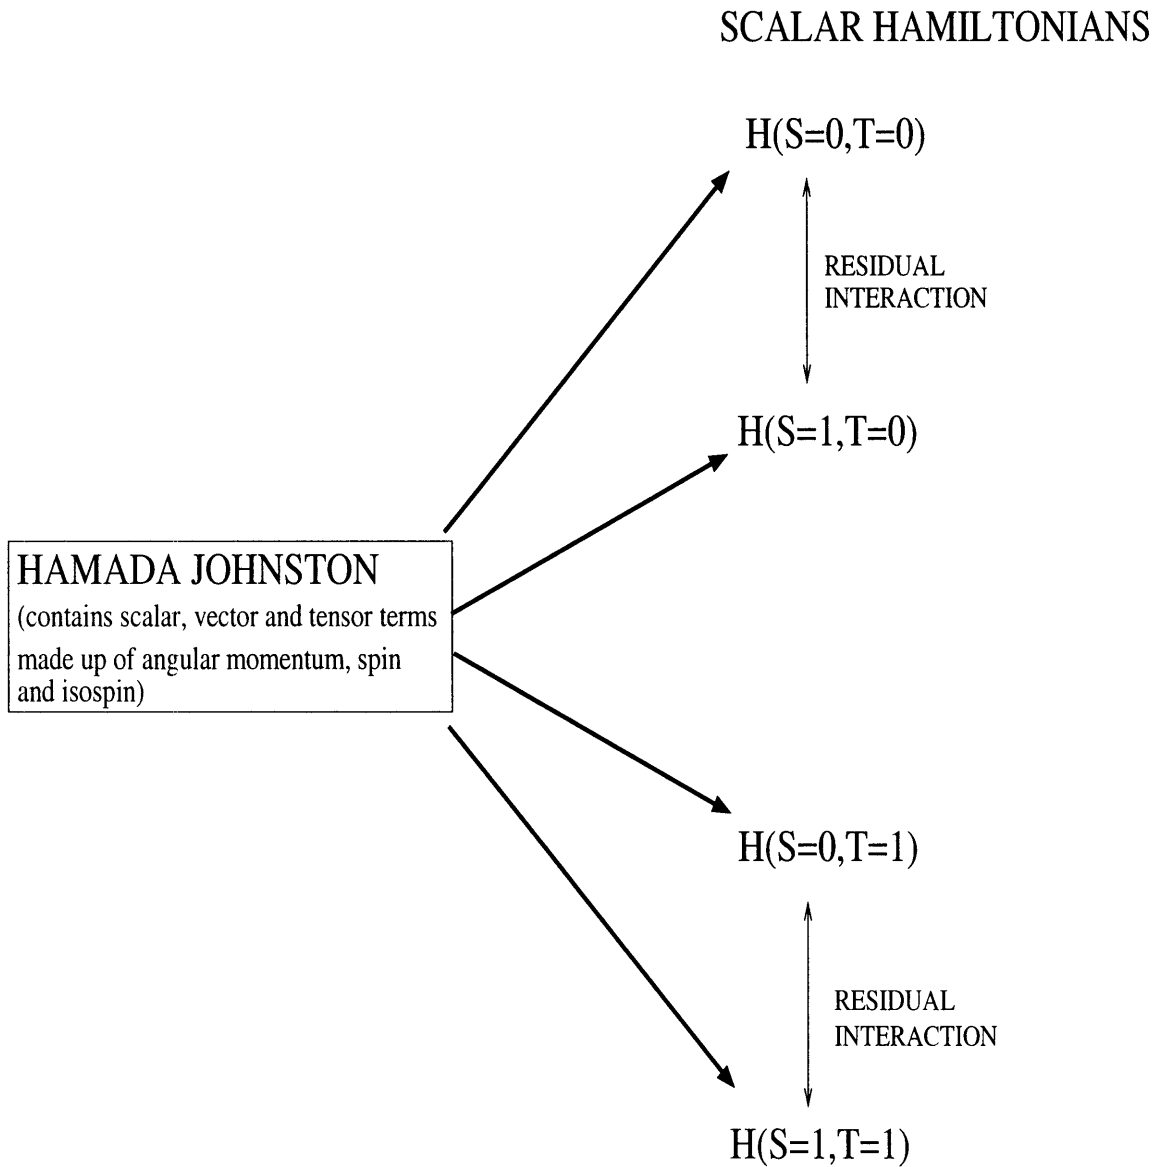 SCALAR HAMILTONIANS
H(S=0,T=0)
RESIDUAL
INTERACTION
H(S=1,T=0)
HAMADA JOHNSTON
(contains scalar, vector and tensor terms
made up of angular momentum, spin
and isospin)
H(S=0,T=1)
RESIDUAL
INTERACTION
H(S=1,T=1)